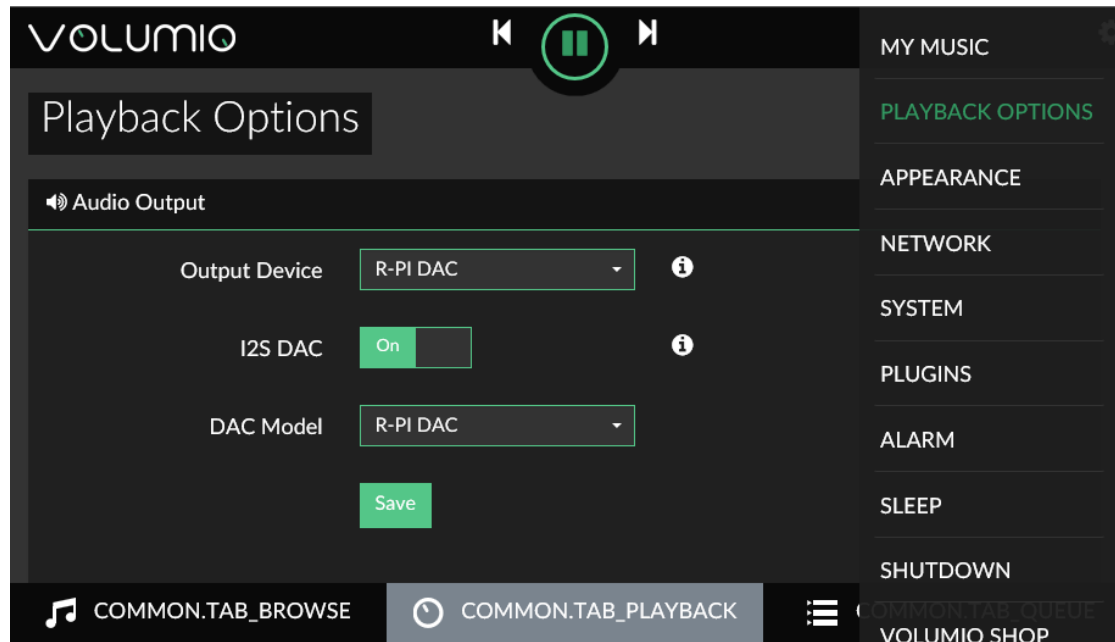 VOLUMIO
Playback Options
Audio Output
Output Device
R-PI DAC
I2S DAC
On
DAC Model
R-PI DAC
Save
COMMON.TAB_BROWSE
COMMON.TAB_PLAYBACK
COMMON.TAB_QUEUE
MY MUSIC
PLAYBACK OPTIONS
APPEARANCE
NETWORK
SYSTEM
PLUGINS
ALARM
SLEEP
SHUTDOWN
VOLUMIO SHOP